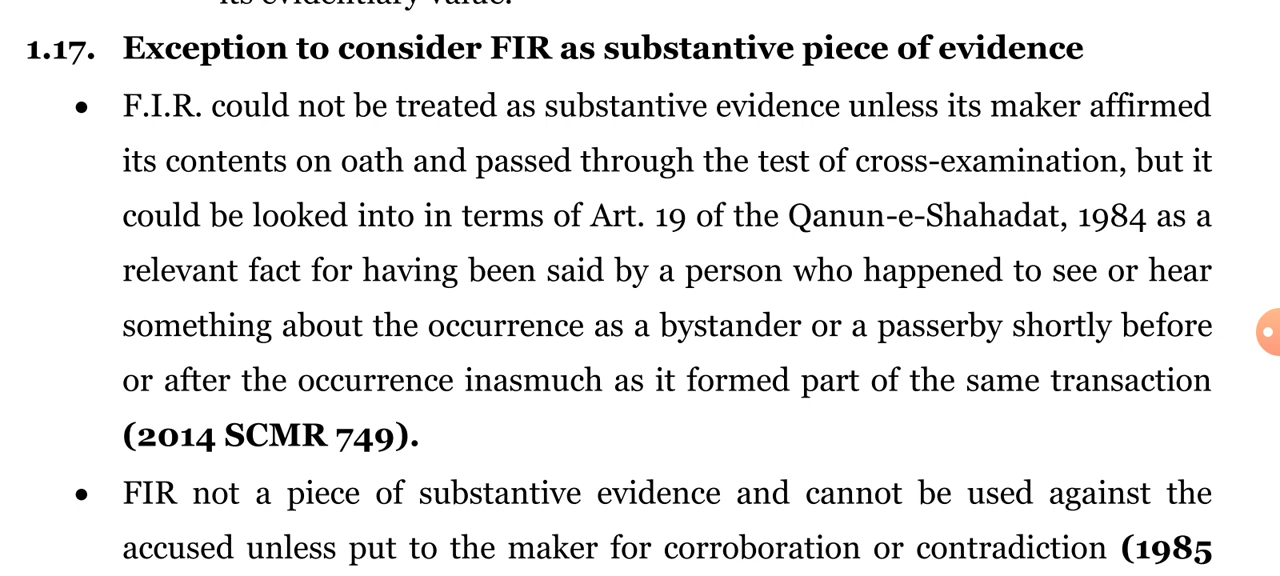 its evidentiary value.
1.17. Exception to consider FIR as substantive piece of evidence
• F.I.R. could not be treated as substantive evidence unless its maker affirmed
its contents on oath and passed through the test of cross-examination, but it
could be looked into in terms of Art. 19 of the Qanun-e-Shahadat, 1984 as a
relevant fact for having been said by a person who happened to see or hear
something about the occurrence as a bystander or a passerby shortly before
or after the occurrence inasmuch as it formed part of the same transaction
(2014 SCMR 749).
• FIR not a piece of substantive evidence and cannot be used against the
accused unless put to the maker for corroboration or contradiction (1985